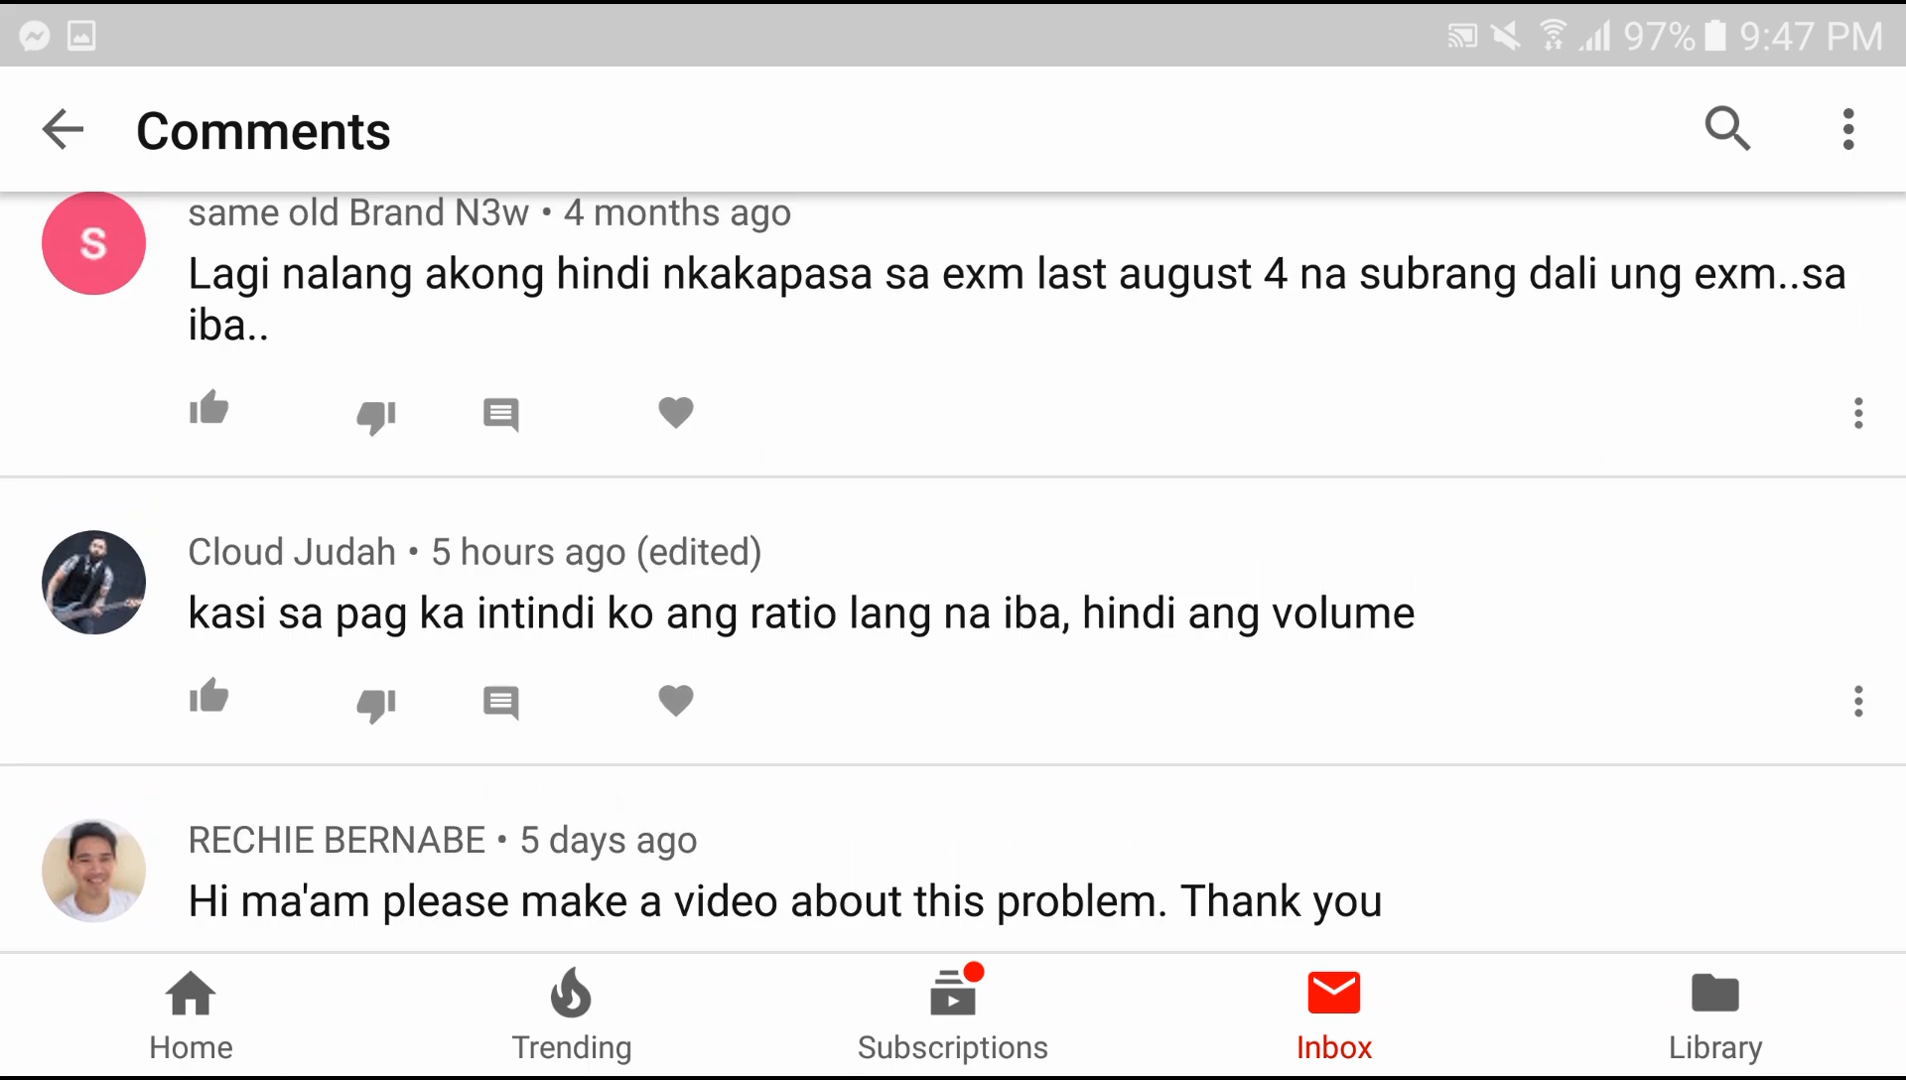 97% 9:47 PM
Comments
S
same old Brand N3w • 4 months ago
Lagi nalang akong hindi nkakapasa sa exm last august 4 na subrang dali ung exm..sa
iba..
Cloud Judah • 5 hours ago (edited)
kasi sa pag ka intindi ko ang ratio lang na iba, hindi ang volume
RECHIE BERNABE • 5 days ago
Hi ma'am please make a video about this problem. Thank you
Home Trending Subscriptions Inbox Library